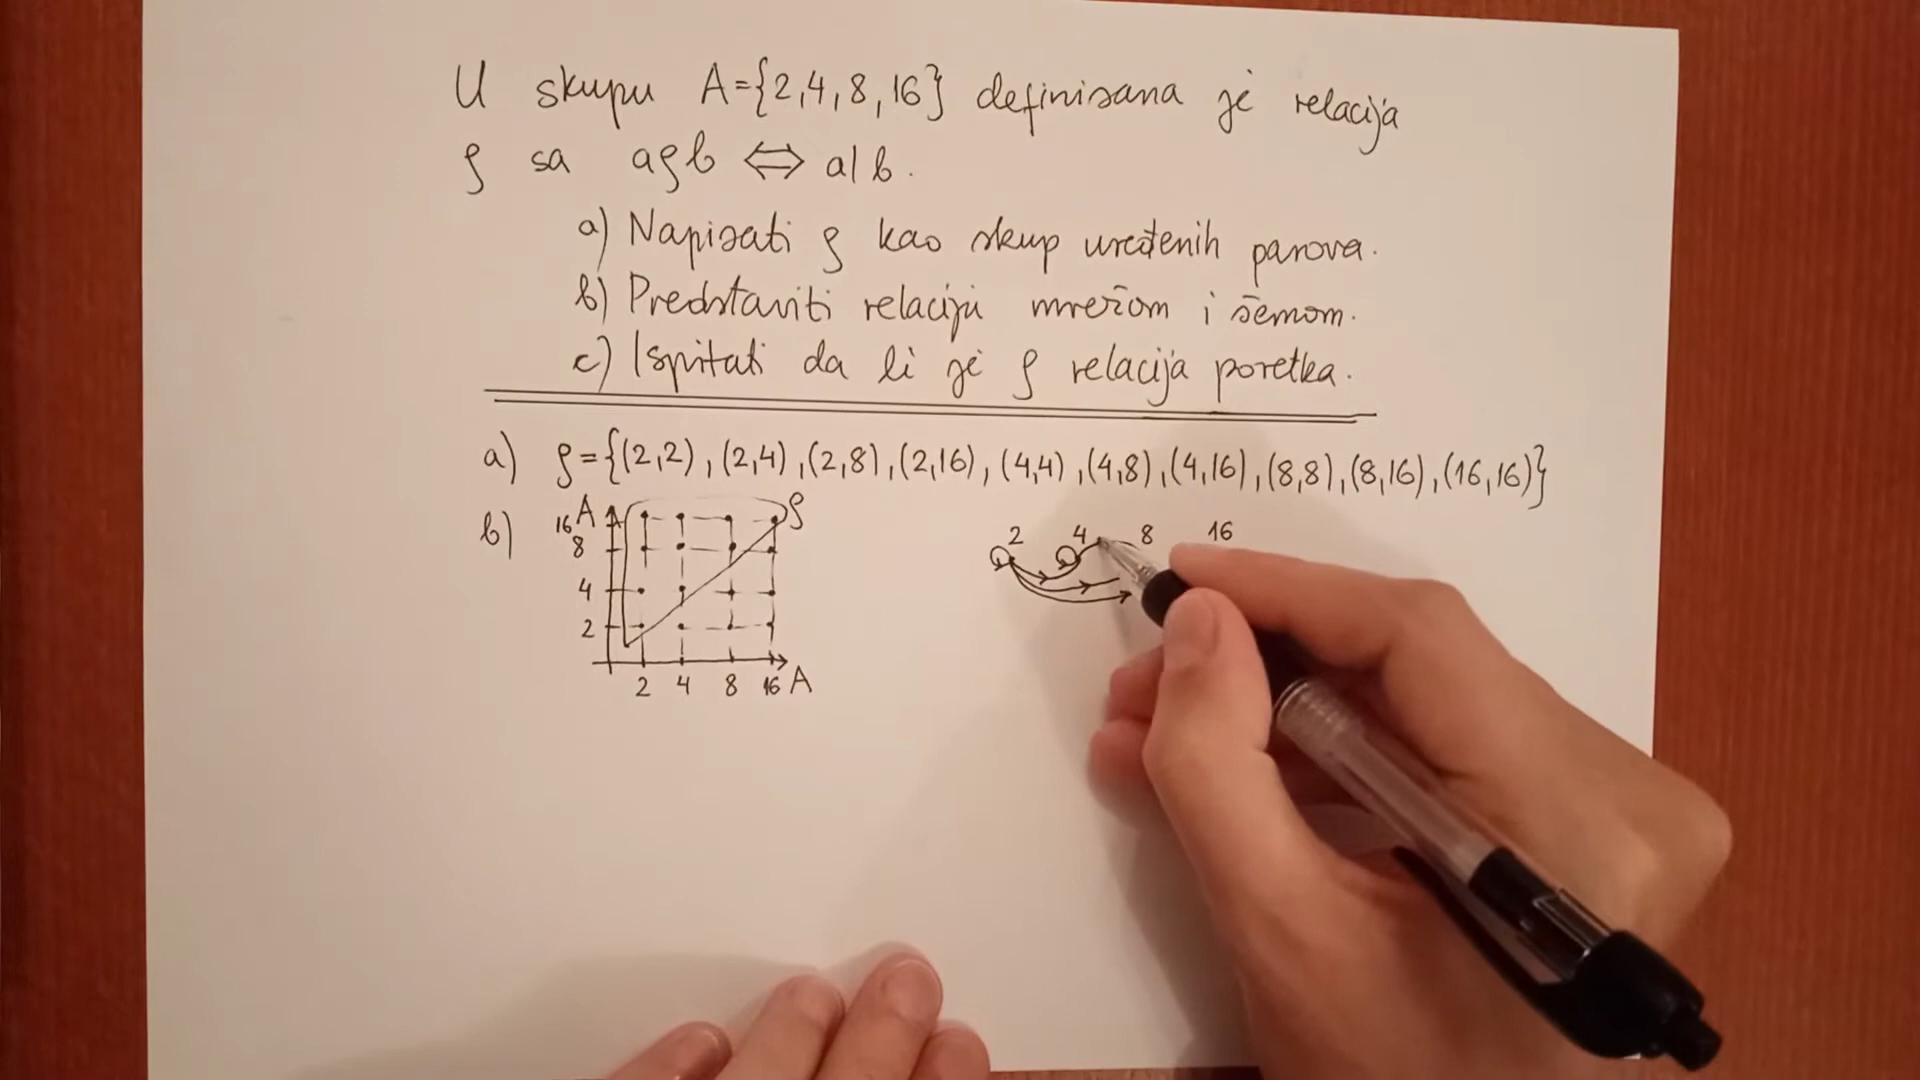 U skupu A={2,4,8,16} definisana je relacija
ρ sa aρb ⇔ a|b.
a) Napisati ρ kao skup uređenih parova.
b) Predstaviti relaciju mrežom i šemom.
c) Ispitati da li je ρ relacija poretka.
a) ρ={(2,2),(2,4),(2,8),(2,16),(4,4),(4,8),(4,16),(8,8),(8,16),(16,16)}
b)
A ρ
16
8
4
2
2 4 8 16 A
2 4 8 16